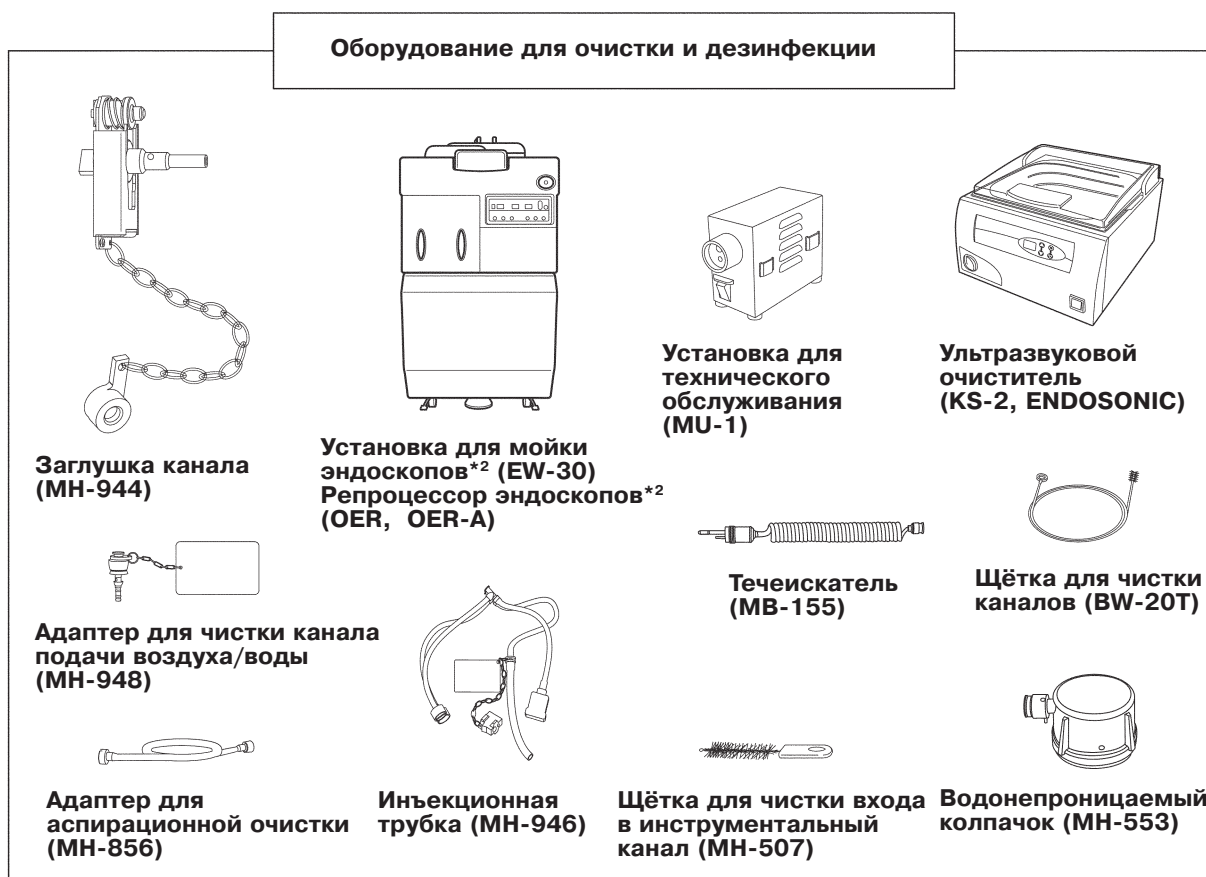 Оборудование для очистки и дезинфекции
Заглушка канала
(MH-944)
Установка для мойки
эндоскопов*² (EW-30)
Репроцессор эндоскопов*²
(OER, OER-A)
Установка для
технического
обслуживания
(MU-1)
Ультразвуковой
очиститель
(KS-2, ENDOSONIC)
Адаптер для чистки канала
подачи воздуха/воды
(MH-948)
Течеискатель
(MB-155)
Щётка для чистки
каналов (BW-20T)
Адаптер для
аспирационной очистки
(MH-856)
Инъекционная
трубка (MH-946)
Щётка для чистки входа
в инструментальный
канал (MH-507)
Водонепроницаемый
колпачок (MH-553)